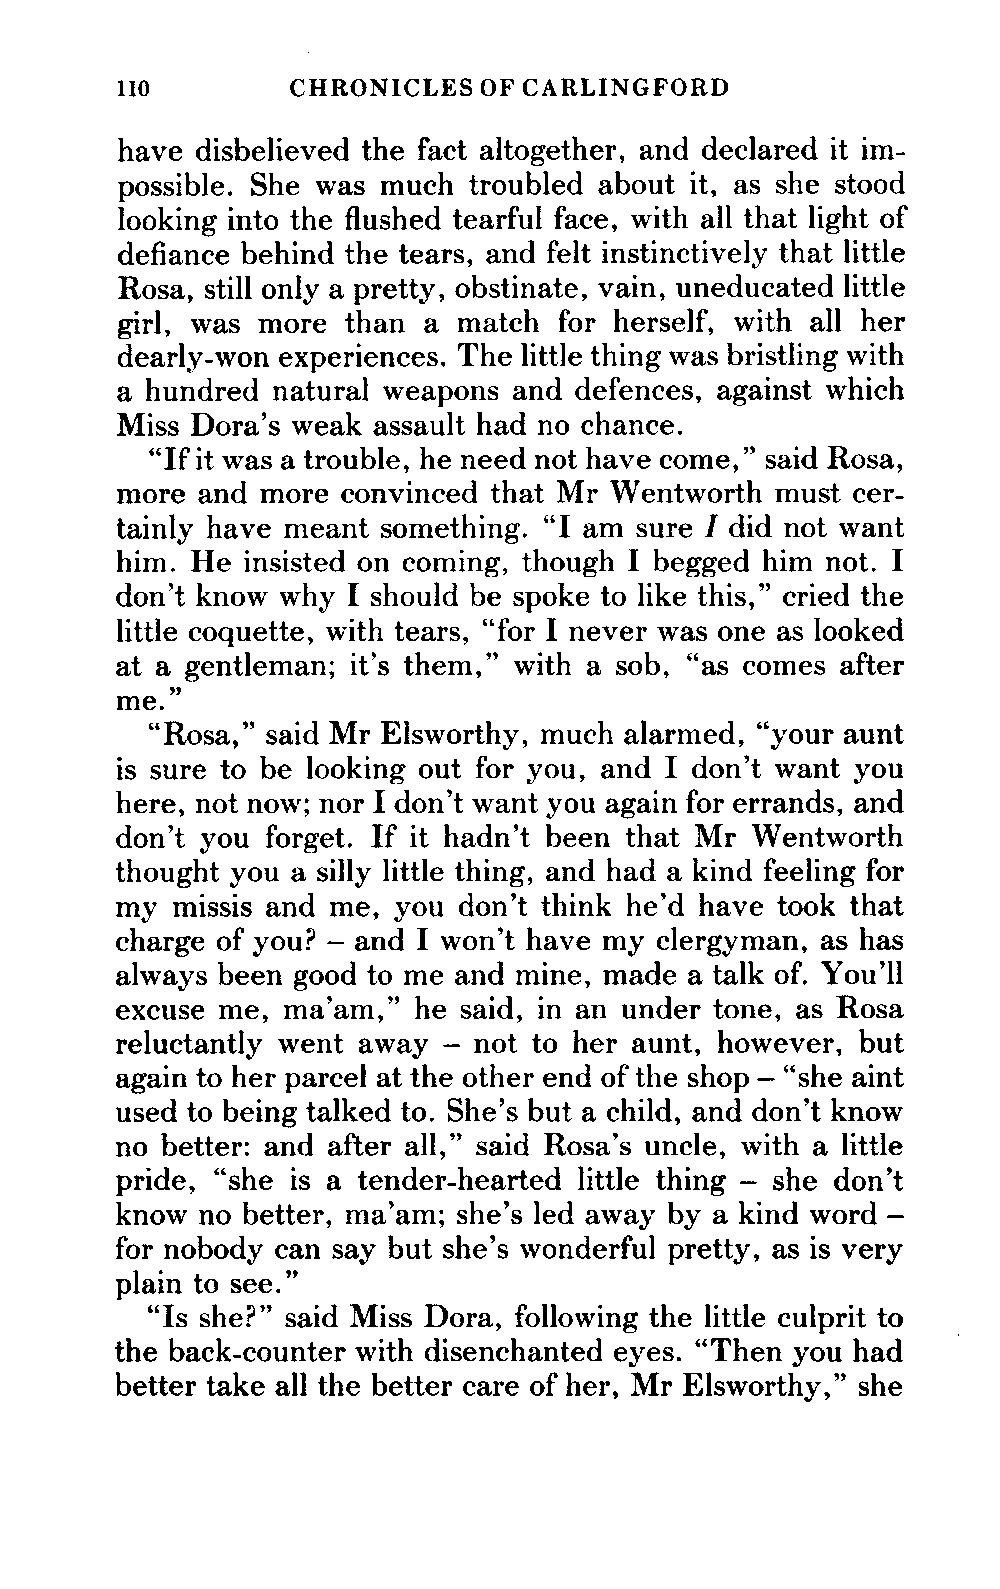 110 CHRONICLES OF CARLINGFORD
have disbelieved the fact altogether, and declared it im-
possible. She was much troubled about it, as she stood
looking into the flushed tearful face, with all that light of
defiance behind the tears, and felt instinctively that little
Rosa, still only a pretty, obstinate, vain, uneducated little
girl, was more than a match for herself, with all her
dearly-won experiences. The little thing was bristling with
a hundred natural weapons and defences, against which
Miss Dora's weak assault had no chance.
“If it was a trouble, he need not have come,” said Rosa,
more and more convinced that Mr Wentworth must cer-
tainly have meant something. “I am sure I did not want
him. He insisted on coming, though I begged him not. I
don't know why I should be spoke to like this,” cried the
little coquette, with tears, “for I never was one as looked
at a gentleman; it's them,” with a sob, “as comes after
me.”
“Rosa,” said Mr Elsworthy, much alarmed, “your aunt
is sure to be looking out for you, and I don't want you
here, not now; nor I don't want you again for errands, and
don't you forget. If it hadn't been that Mr Wentworth
thought you a silly little thing, and had a kind feeling for
my missis and me, you don't think he'd have took that
charge of you? – and I won't have my clergyman, as has
always been good to me and mine, made a talk of. You'll
excuse me, ma'am,” he said, in an under tone, as Rosa
reluctantly went away – not to her aunt, however, but
again to her parcel at the other end of the shop – “she aint
used to being talked to. She's but a child, and don't know
no better: and after all,” said Rosa's uncle, with a little
pride, “she is a tender-hearted little thing – she don't
know no better, ma'am; she's led away by a kind word –
for nobody can say but she's wonderful pretty, as is very
plain to see.”
“Is she?” said Miss Dora, following the little culprit to
the back-counter with disenchanted eyes. “Then you had
better take all the better care of her, Mr Elsworthy,” she